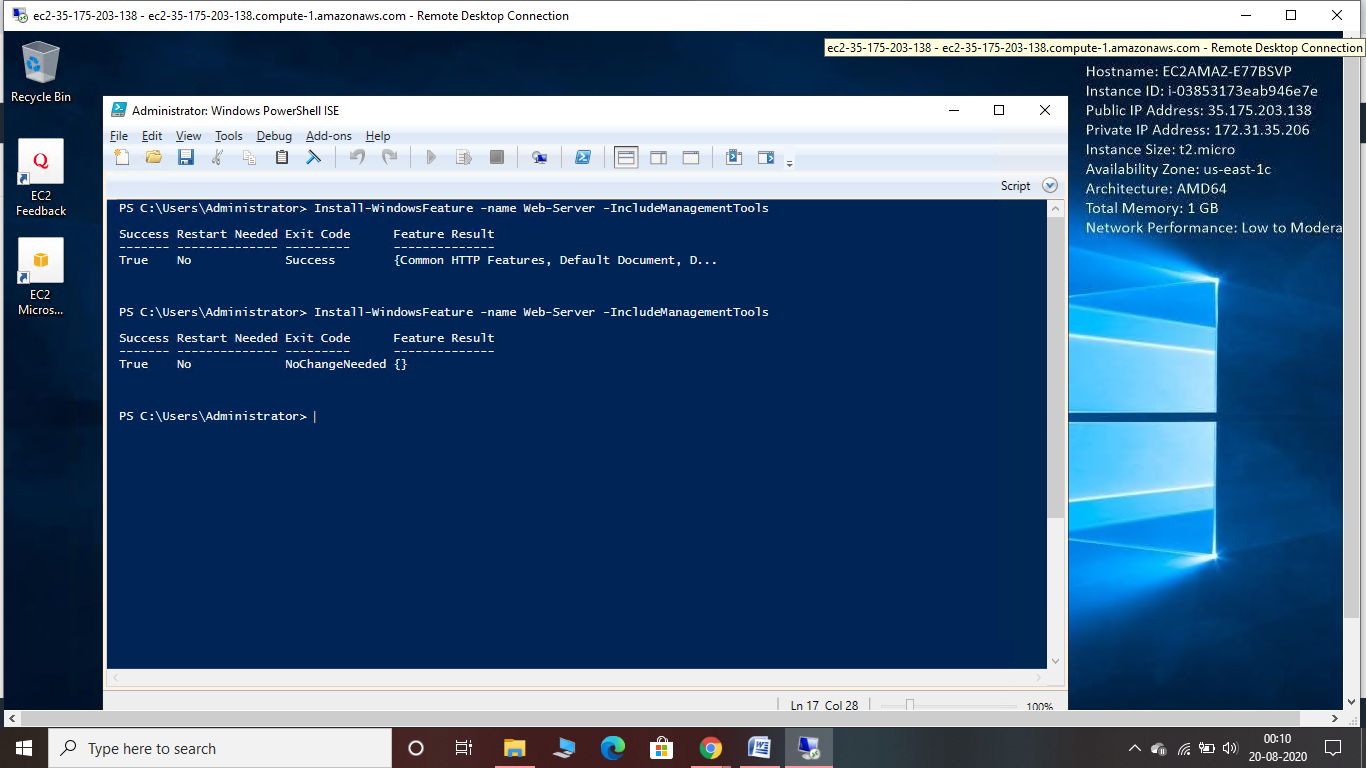 ec2-35-175-203-138 - ec2-35-175-203-138.compute-1.amazonaws.com - Remote Desktop Connection
ec2-35-175-203-138 - ec2-35-175-203-138.compute-1.amazonaws.com - Remote Desktop Connection
Recycle Bin
EC2
Feedback
EC2
Micros...
Hostname: EC2AMAZ-E77BSVP
Instance ID: i-03853173eab946e7e
Public IP Address: 35.175.203.138
Private IP Address: 172.31.35.206
Instance Size: t2.micro
Availability Zone: us-east-1c
Architecture: AMD64
Total Memory: 1 GB
Network Performance: Low to Modera
Administrator: Windows PowerShell ISE
File Edit View Tools Debug Add-ons Help
Script
PS C:\Users\Administrator> Install-WindowsFeature -name Web-Server -IncludeManagementTools
Success Restart Needed Exit Code Feature Result
------- -------------- --------- --------------
True No Success {Common HTTP Features, Default Document, D...
PS C:\Users\Administrator> Install-WindowsFeature -name Web-Server -IncludeManagementTools
Success Restart Needed Exit Code Feature Result
------- -------------- --------- --------------
True No NoChangeNeeded {}
PS C:\Users\Administrator>
Ln 17 Col 28 100%
Type here to search
00:10
20-08-2020